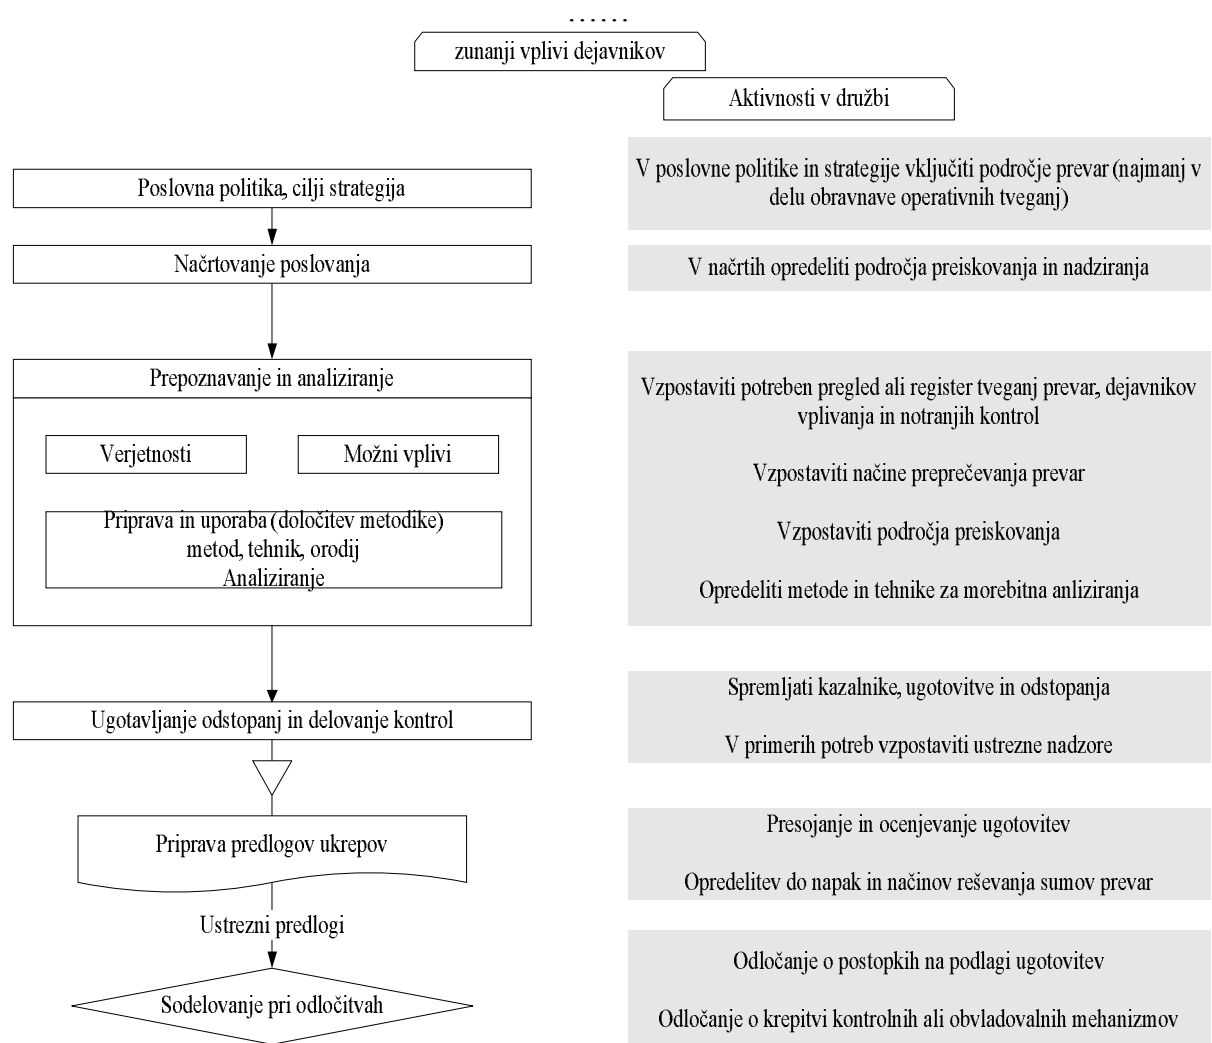 ......
zunanji vplivi dejavnikov
Aktivnosti v družbi
Poslovna politika, cilji strategija
V poslovne politike in strategije vključiti področje prevar (najmanj v
delu obravnave operativnih tveganj)
Načrtovanje poslovanja
V načrtih opredeliti področja preiskovanja in nadziranja
Prepoznavanje in analiziranje
Verjetnosti
Možni vplivi
Priprava in uporaba (določitev metodike)
metod, tehnik, orodij
Analiziranje
Vzpostaviti potreben pregled ali register tveganj prevar, dejavnikov
vplivanja in notranjih kontrol
Vzpostaviti načine preprečevanja prevar
Vzpostaviti področja preiskovanja
Opredeliti metode in tehnike za morebitna anliziranja
Ugotavljanje odstopanj in delovanje kontrol
Spremljati kazalnike, ugotovitve in odstopanja
V primerih potreb vzpostaviti ustrezne nadzore
Priprava predlogov ukrepov
Presojanje in ocenjevanje ugotovitev
Opredelitev do napak in načinov reševanja sumov prevar
Ustrezni predlogi
Sodelovanje pri odločitvah
Odločanje o postopkih na podlagi ugotovitev
Odločanje o krepitvi kontrolnih ali obvladovalnih mehanizmov